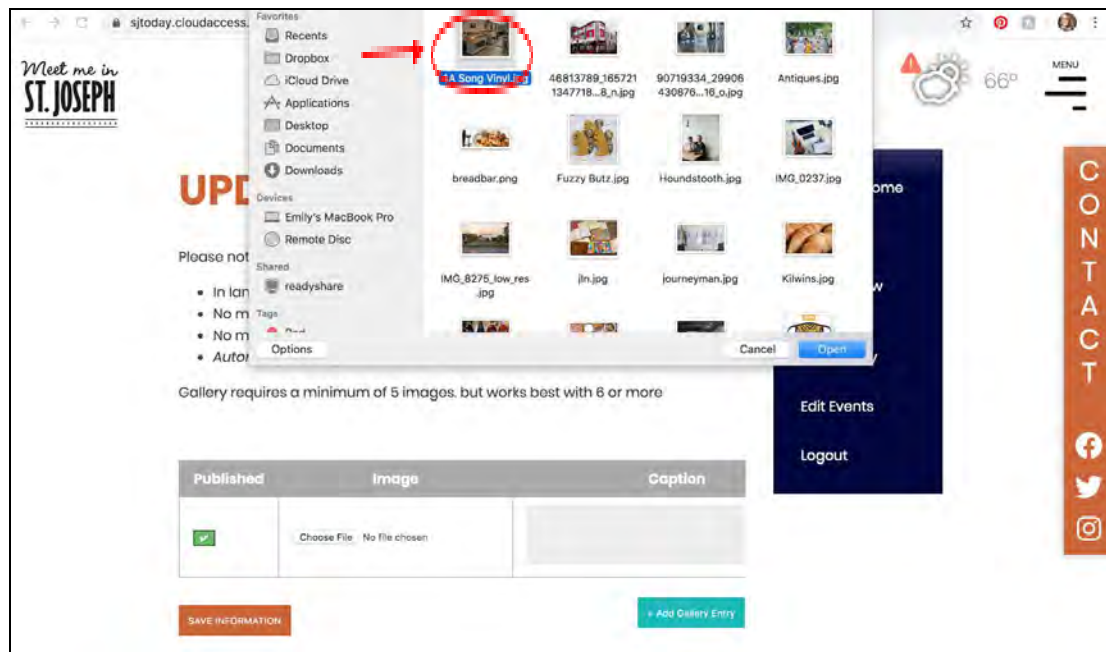 sjtoday.cloudaccess.
Meet me in
ST. JOSEPH
Favorites
Recents
Dropbox
iCloud Drive
Applications
Desktop
Documents
Downloads
Devices
Emily's MacBook Pro
Remote Disc
Shared
readyshare
Tags
Options
A Song Vinyl.jpg
46813789_165721
1347718...8_n.jpg
90719334_29906
430876...16_o.jpg
Antiques.jpg
breadbar.png
Fuzzy Butz.jpg
Houndstooth.jpg
IMG_0237.jpg
IMG_8275_low_res
.jpg
jln.jpg
journeyman.jpg
Kilwins.jpg
Cancel
Open
66°
MENU
UPD
Please not
• In lan
• No m
• No m
• Autor
Gallery requires a minimum of 5 images. but works best with 6 or more
ome
w
y
Edit Events
Logout
CONTACT
Published Image Caption
Choose File No file chosen
SAVE INFORMATION
+ Add Gallery Entry